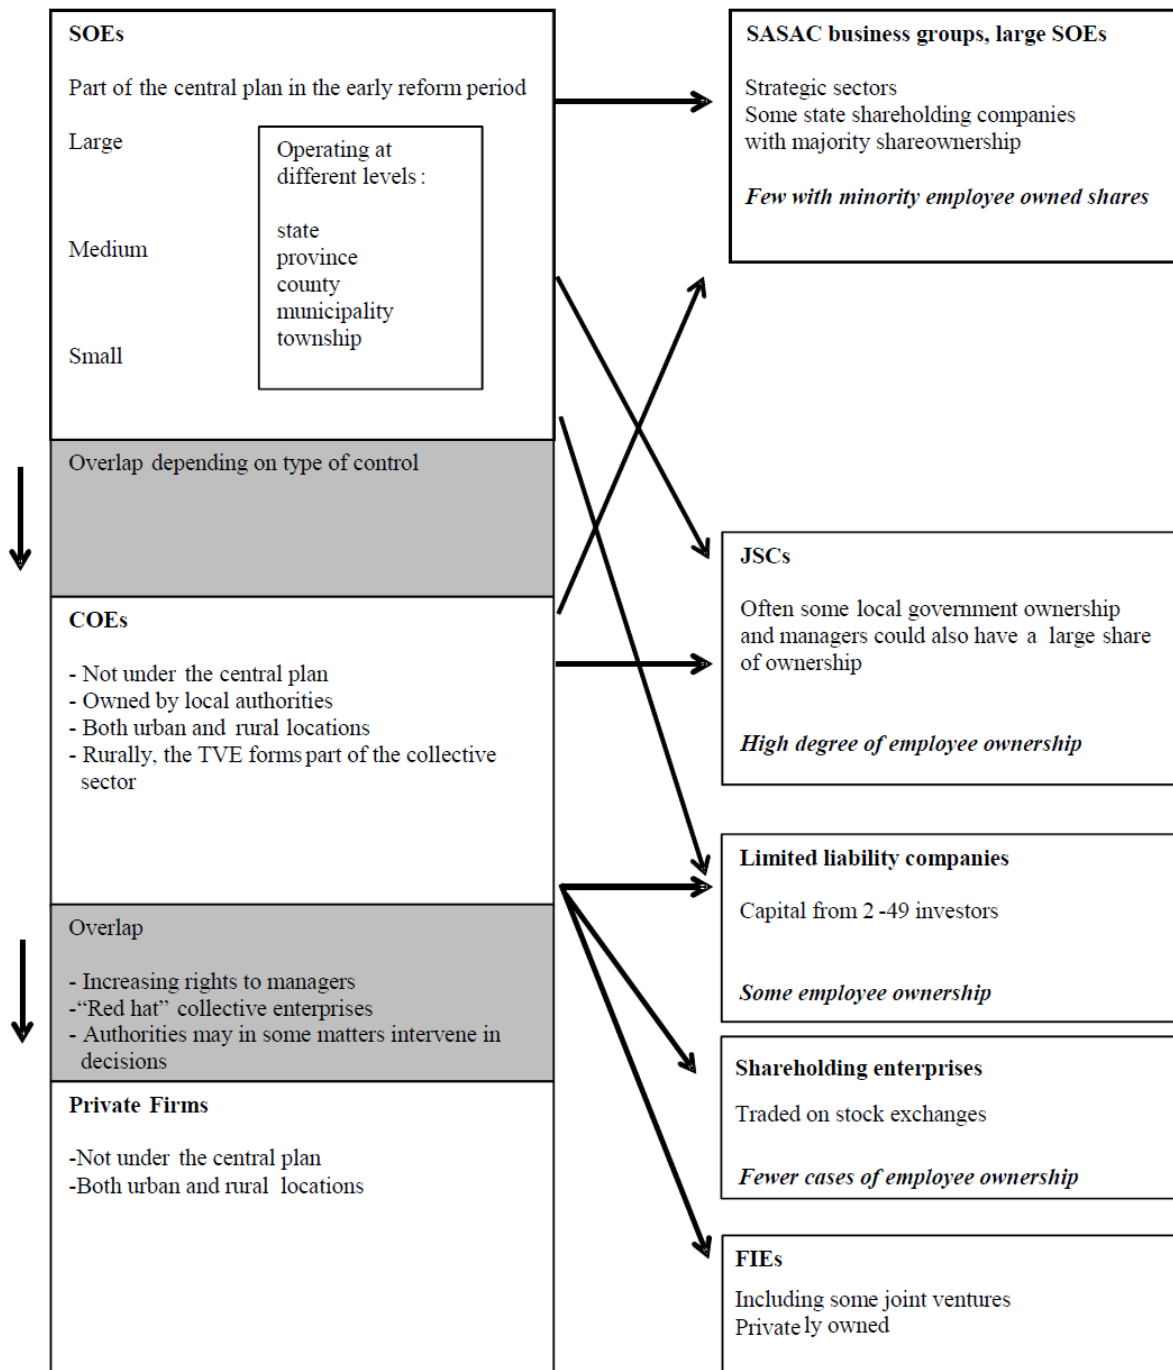 SOEs
Part of the central plan in the early reform period
Large
Medium
Small
Operating at
different levels :
state
province
county
municipality
township
Overlap depending on type of control
COEs
- Not under the central plan
- Owned by local authorities
- Both urban and rural locations
- Rurally, the TVE forms part of the collective
sector
Overlap
- Increasing rights to managers
-“Red hat” collective enterprises
- Authorities may in some matters intervene in
decisions
Private Firms
-Not under the central plan
-Both urban and rural locations
SASAC business groups, large SOEs
Strategic sectors
Some state shareholding companies
with majority shareownership
Few with minority employee owned shares
JSCs
Often some local government ownership
and managers could also have a large share
of ownership
High degree of employee ownership
Limited liability companies
Capital from 2 -49 investors
Some employee ownership
Shareholding enterprises
Traded on stock exchanges
Fewer cases of employee ownership
FIEs
Including some joint ventures
Private ly owned